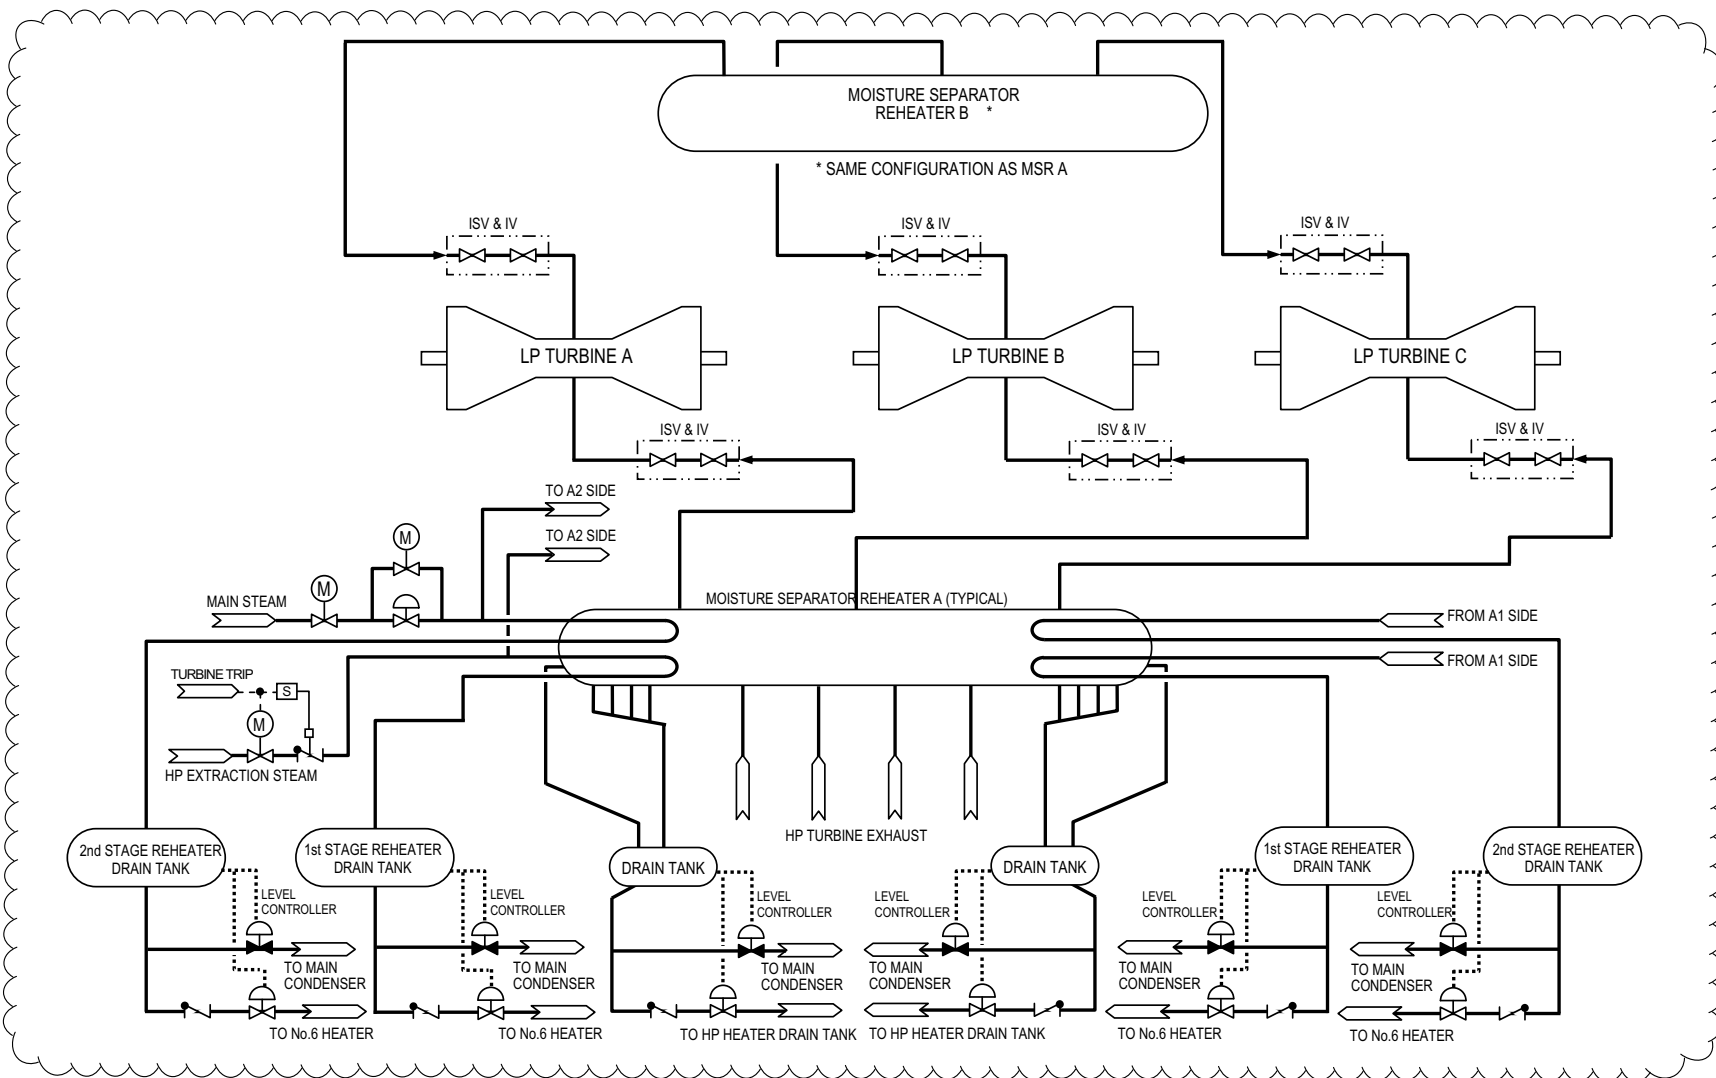 MOISTURE SEPARATOR
REHEATER B *
* SAME CONFIGURATION AS MSR A
ISV & IV
ISV & IV
ISV & IV
LP TURBINE A
LP TURBINE B
LP TURBINE C
ISV & IV
ISV & IV
ISV & IV
TO A2 SIDE
TO A2 SIDE
M
M
MAIN STEAM
MOISTURE SEPARATOR REHEATER A (TYPICAL)
FROM A1 SIDE
FROM A1 SIDE
TURBINE TRIP
S
M
HP EXTRACTION STEAM
HP TURBINE EXHAUST
2nd STAGE REHEATER
DRAIN TANK
1st STAGE REHEATER
DRAIN TANK
DRAIN TANK
DRAIN TANK
1st STAGE REHEATER
DRAIN TANK
2nd STAGE REHEATER
DRAIN TANK
LEVEL
CONTROLLER
LEVEL
CONTROLLER
LEVEL
CONTROLLER
LEVEL
CONTROLLER
LEVEL
CONTROLLER
LEVEL
CONTROLLER
TO MAIN
CONDENSER
TO MAIN
CONDENSER
TO MAIN
CONDENSER
TO MAIN
CONDENSER
TO MAIN
CONDENSER
TO MAIN
CONDENSER
TO No.6 HEATER
TO No.6 HEATER
TO HP HEATER DRAIN TANK
TO HP HEATER DRAIN TANK
TO No.6 HEATER
TO No.6 HEATER